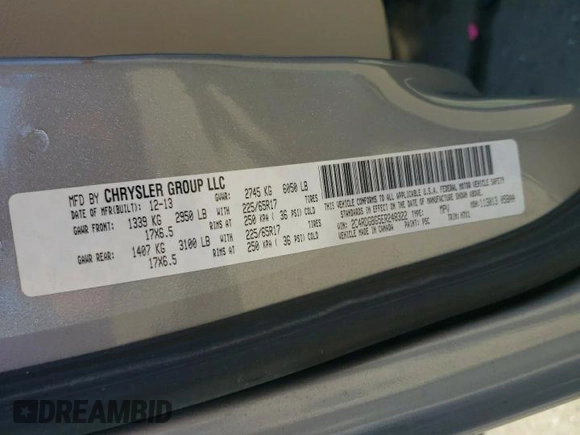 MFD BY CHRYSLER GROUP LLC
DATE OF MFR(BUILT): 12-13 GVWR: 2745 KG 6050 LB
GAWR FRONT: 1339 KG 2950 LB WITH 225/65R17 TIRES
17X6.5 RIMS AT 250 KPA ( 36 PSI) COLD
GAWR REAR: 1407 KG 3100 LB WITH 225/65R17 TIRES
17X6.5 RIMS AT 250 KPA ( 36 PSI) COLD
THIS VEHICLE CONFORMS TO ALL APPLICABLE U.S.A. FEDERAL MOTOR VEHICLE SAFETY
STANDARDS IN EFFECT ON THE DATE OF MANUFACTURE SHOWN ABOVE.
VIN: TYPE: MPV
VEHICLE MADE IN CANADA PAINT: PDC TRIM:
DREAMBID